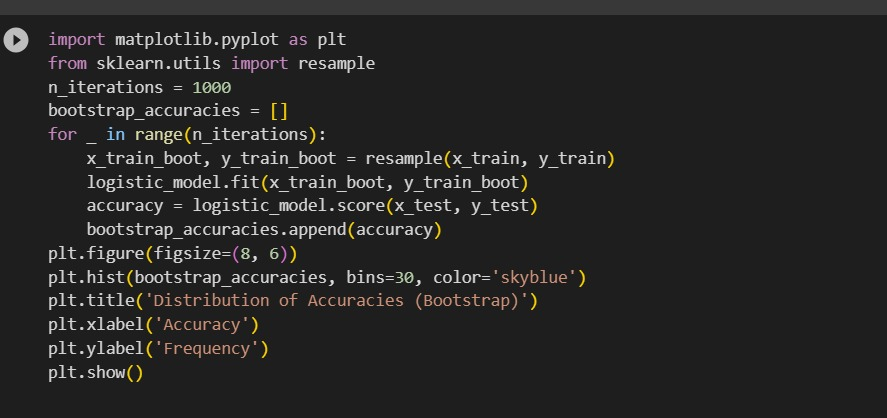 import matplotlib.pyplot as plt
from sklearn.utils import resample
n_iterations = 1000
bootstrap_accuracies = []
for _ in range(n_iterations):
    x_train_boot, y_train_boot = resample(x_train, y_train)
    logistic_model.fit(x_train_boot, y_train_boot)
    accuracy = logistic_model.score(x_test, y_test)
    bootstrap_accuracies.append(accuracy)
plt.figure(figsize=(8, 6))
plt.hist(bootstrap_accuracies, bins=30, color='skyblue')
plt.title('Distribution of Accuracies (Bootstrap)')
plt.xlabel('Accuracy')
plt.ylabel('Frequency')
plt.show()